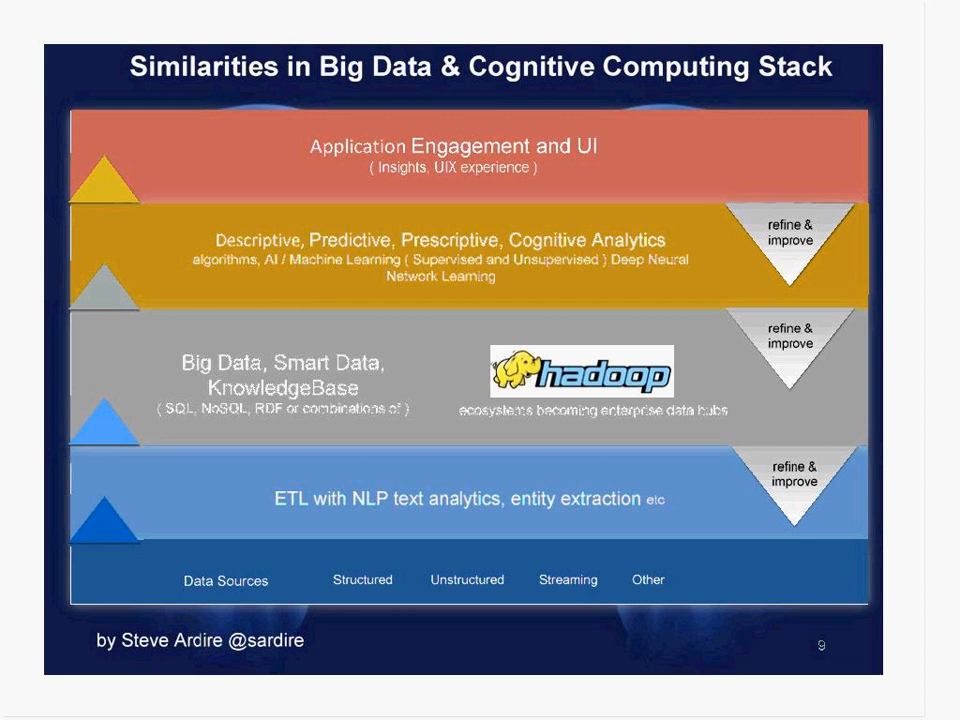 Similarities in Big Data & Cognitive Computing Stack
Application Engagement and UI
( Insights, UIX experience )
refine &
improve
Descriptive, Predictive, Prescriptive, Cognitive Analytics
algorithms, AI / Machine Learning ( Supervised and Unsupervised ) Deep Neural
Network Learning
refine &
improve
Big Data, Smart Data,
KnowledgeBase
( SQL, NoSQL, RDF or combinations of )
hadoop
ecosystems becoming enterprise data hubs
refine &
improve
ETL with NLP text analytics, entity extraction etc
Data Sources Structured Unstructured Streaming Other
by Steve Ardire @sardire
9